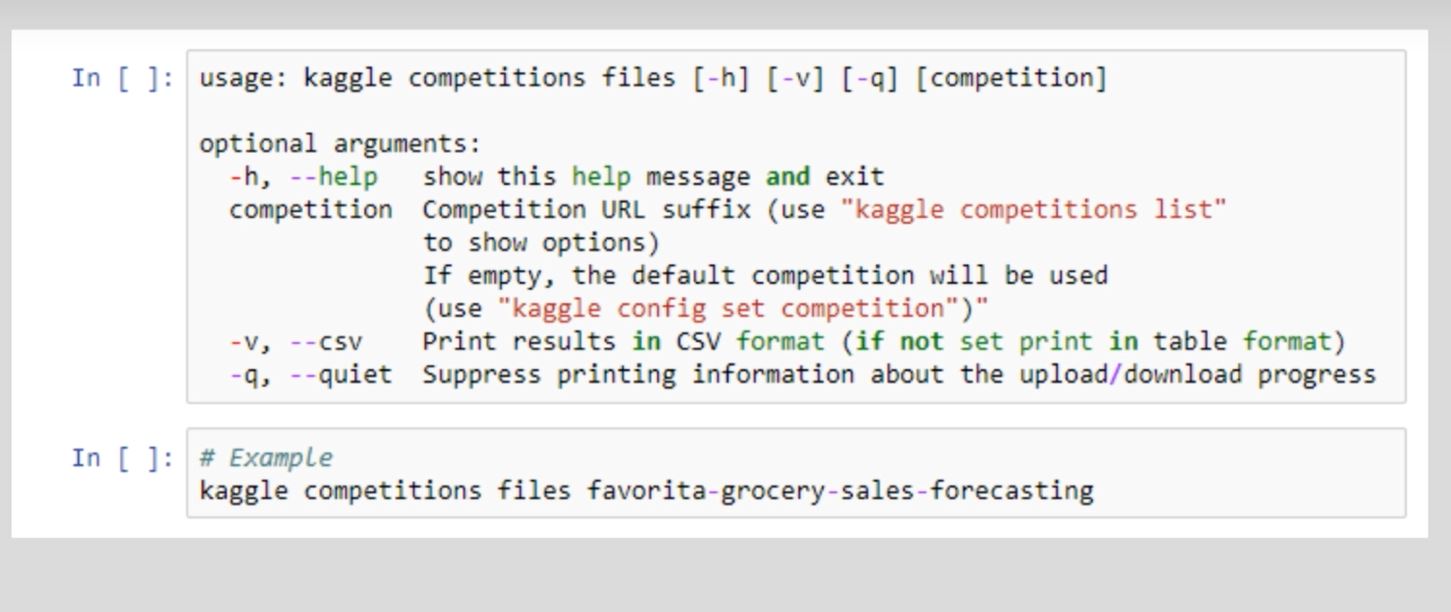 In [ ]: usage: kaggle competitions files [-h] [-v] [-q] [competition]
optional arguments:
-h, --help show this help message and exit
competition Competition URL suffix (use "kaggle competitions list"
to show options)
If empty, the default competition will be used
(use "kaggle config set competition")"
-v, --csv Print results in CSV format (if not set print in table format)
-q, --quiet Suppress printing information about the upload/download progress
In [ ]: # Example
kaggle competitions files favorita-grocery-sales-forecasting